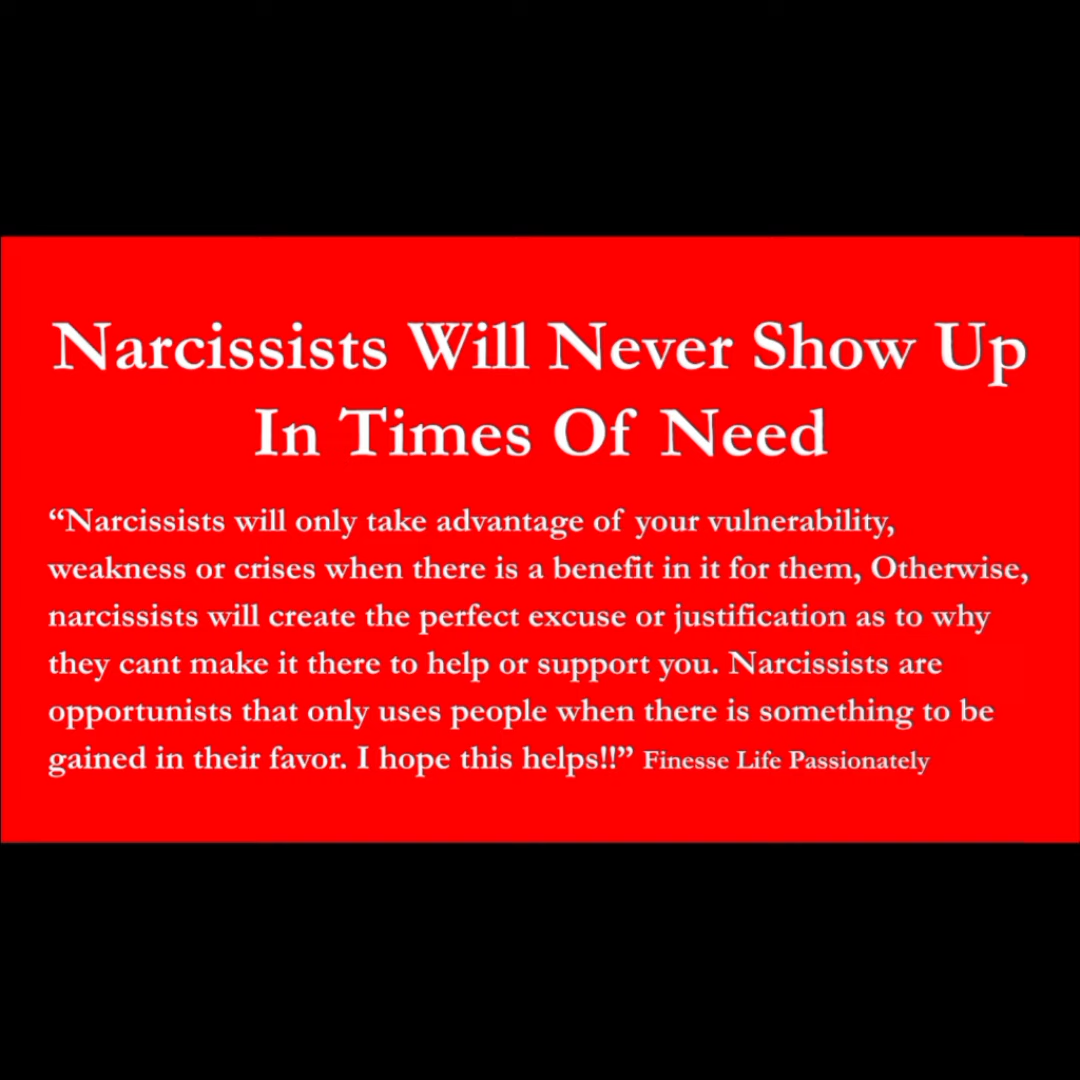 Narcissists Will Never Show Up
In Times Of Need
“Narcissists will only take advantage of your vulnerability,
weakness or crises when there is a benefit in it for them, Otherwise,
narcissists will create the perfect excuse or justification as to why
they cant make it there to help or support you. Narcissists are
opportunists that only uses people when there is something to be
gained in their favor. I hope this helps!!” Finesse Life Passionately